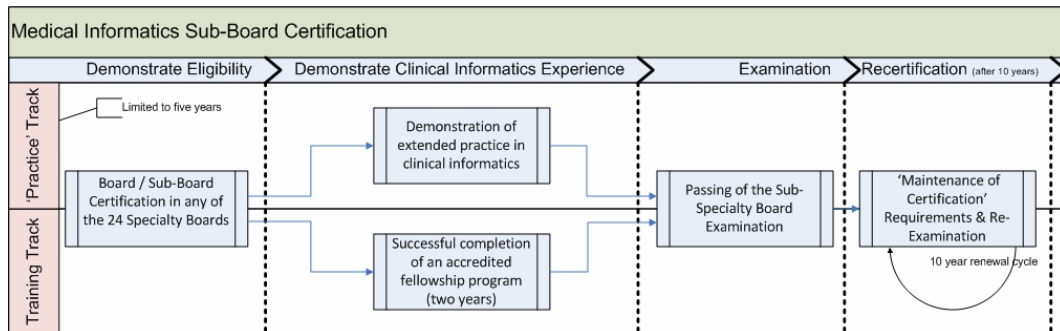 Medical Informatics Sub-Board Certification
Demonstrate Eligibility
Demonstrate Clinical Informatics Experience
Examination
Recertification (after 10 years)
'Practice' Track
Limited to five years
Board / Sub-Board
Certification in any of
the 24 Specialty Boards
Demonstration of
extended practice in
clinical informatics
Passing of the Sub-
Specialty Board
Examination
'Maintenance of
Certification'
Requirements & Re-
Examination
Training Track
Successful completion
of an accredited
fellowship program
(two years)
10 year renewal cycle